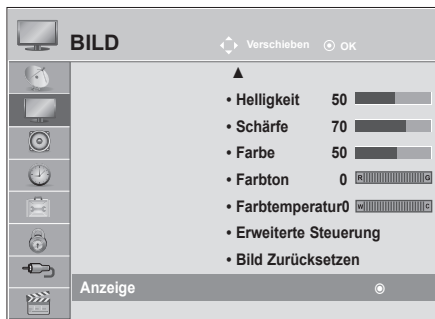 BILD Verschieben OK
• Helligkeit 50
• Schärfe 70
• Farbe 50
• Farbton 0 R G
• Farbtemperatur0 W C
• Erweiterte Steuerung
• Bild Zurücksetzen
Anzeige